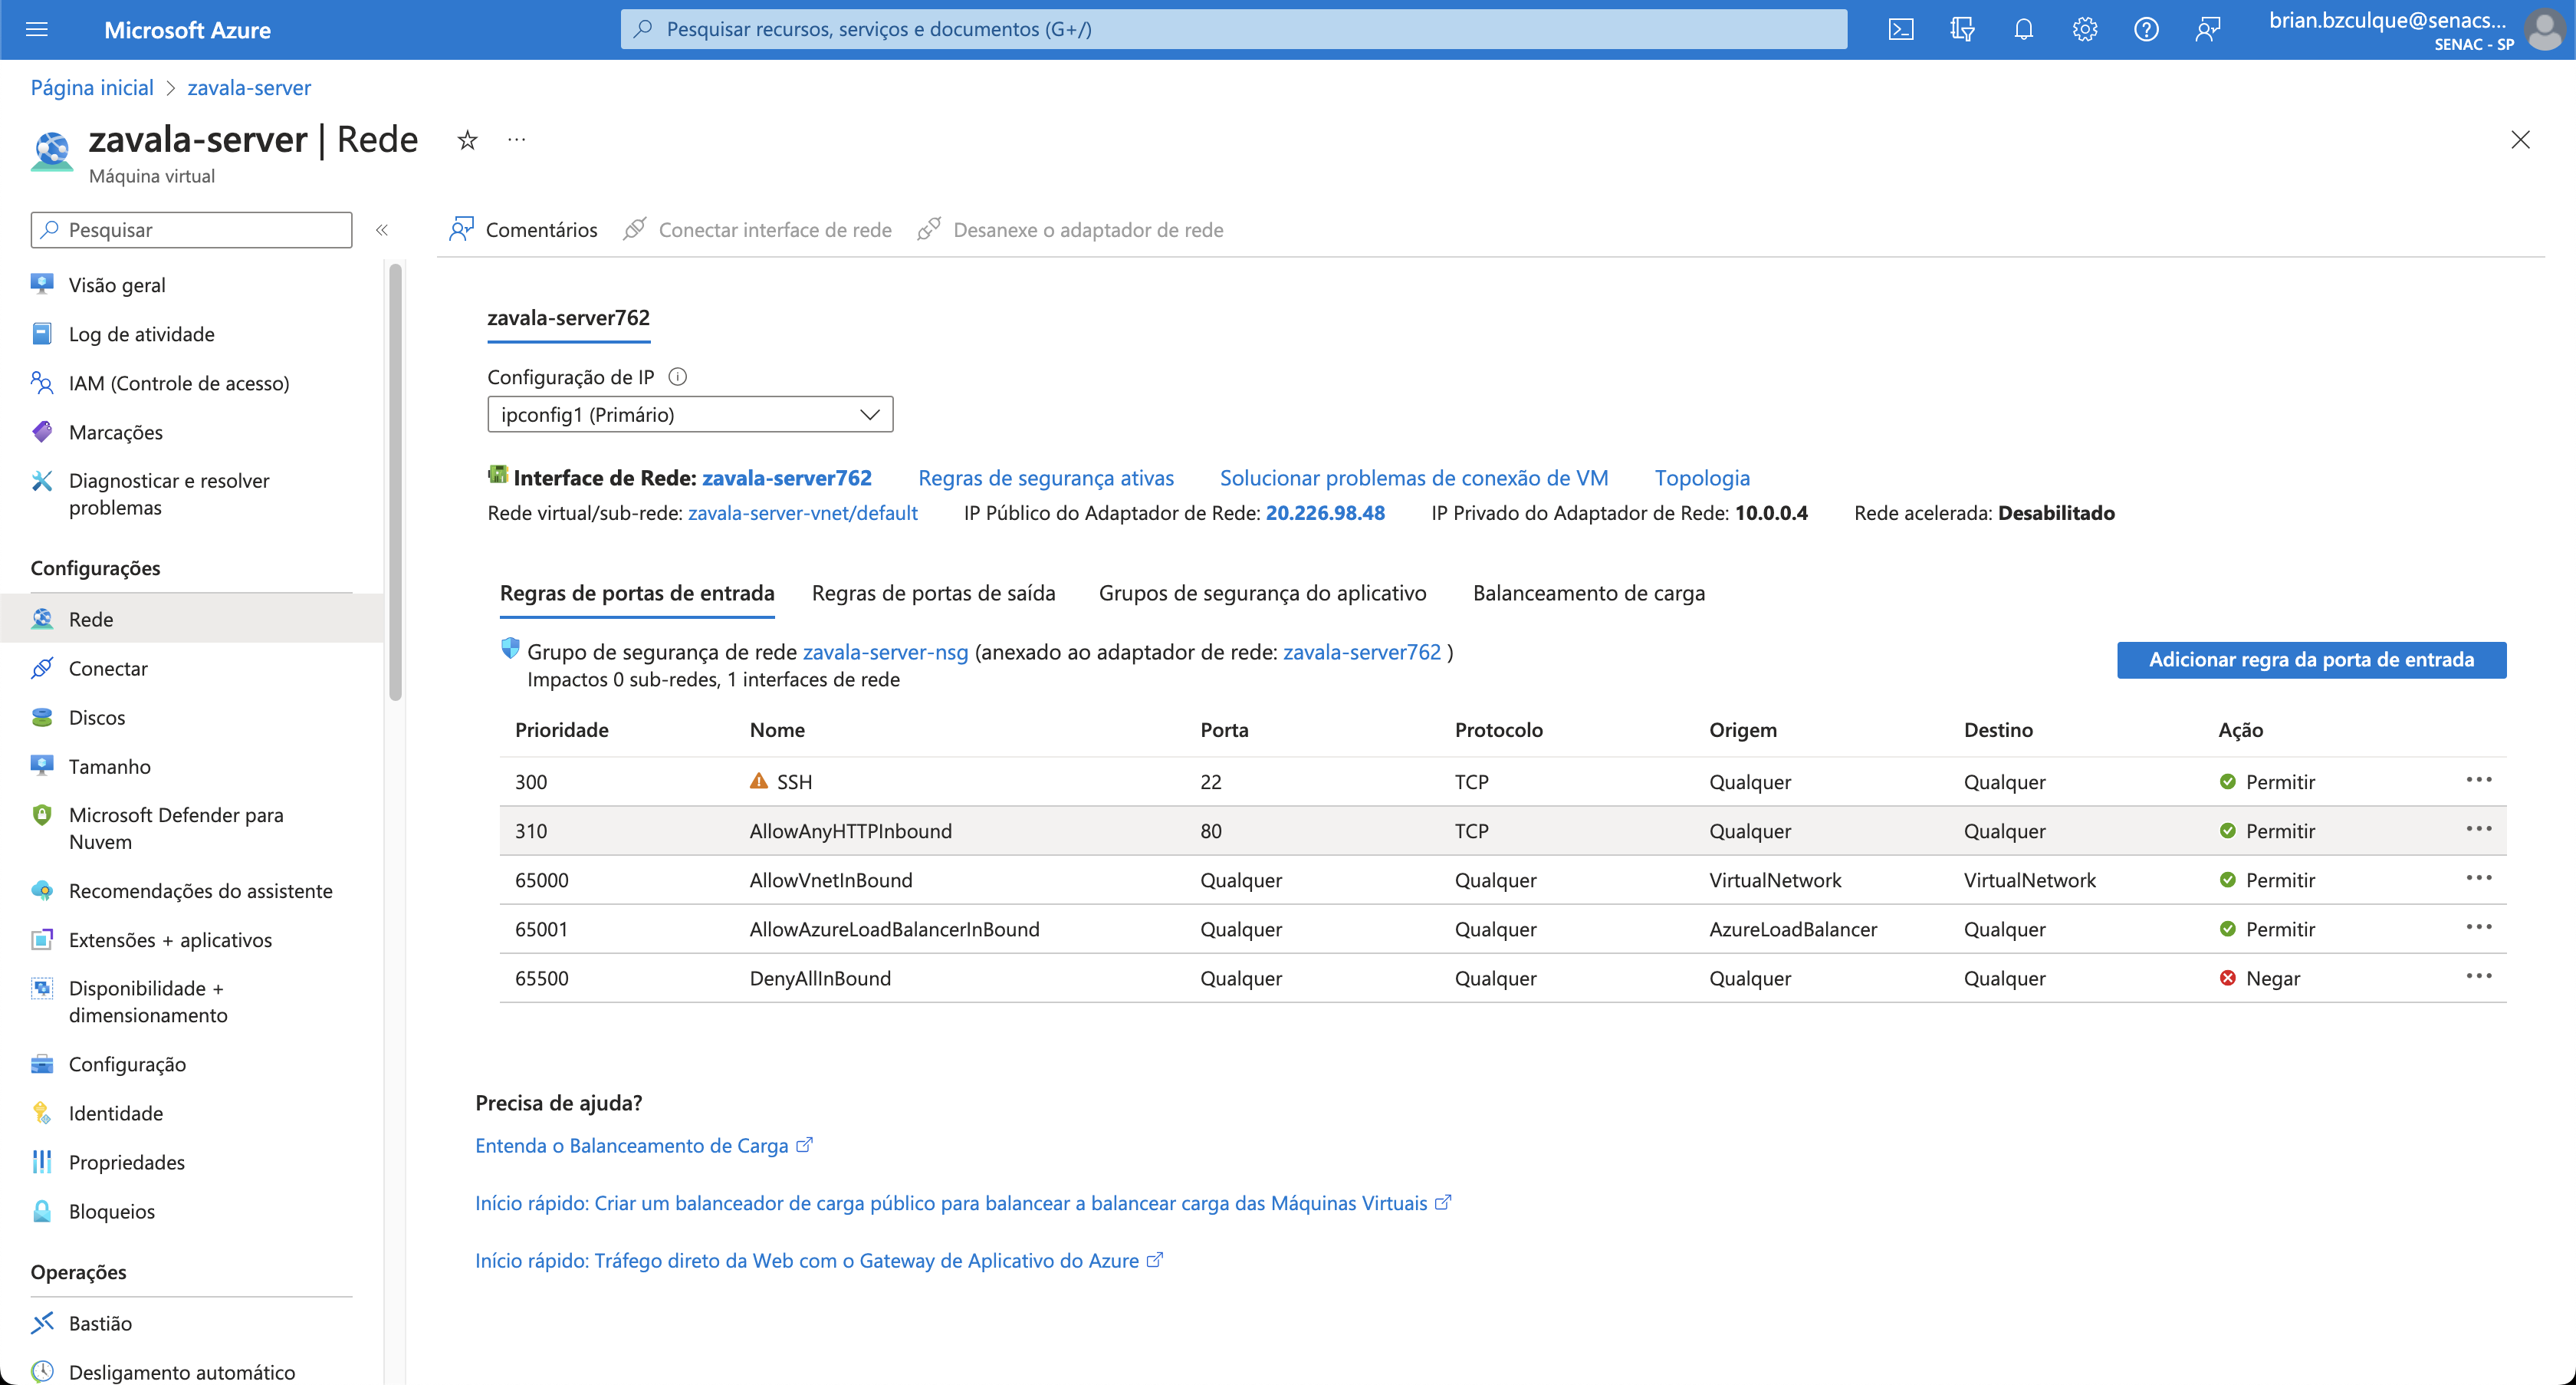 Microsoft Azure
Pesquisar recursos, serviços e documentos (G+/)
brian.bzculque@senacs...
SENAC - SP
Página inicial > zavala-server
zavala-server | Rede
Máquina virtual
Pesquisar
Visão geral
Log de atividade
IAM (Controle de acesso)
Marcações
Diagnosticar e resolver
problemas
Configurações
Rede
Conectar
Discos
Tamanho
Microsoft Defender para
Nuvem
Recomendações do assistente
Extensões + aplicativos
Disponibilidade +
dimensionamento
Configuração
Identidade
Propriedades
Bloqueios
Operações
Bastião
Desligamento automático
Comentários Conectar interface de rede Desanexe o adaptador de rede
zavala-server762
Configuração de IP
ipconfig1 (Primário)
Interface de Rede: zavala-server762 Regras de segurança ativas Solucionar problemas de conexão de VM Topologia
Rede virtual/sub-rede: zavala-server-vnet/default IP Público do Adaptador de Rede: 20.226.98.48 IP Privado do Adaptador de Rede: 10.0.0.4 Rede acelerada: Desabilitado
Regras de portas de entrada Regras de portas de saída Grupos de segurança do aplicativo Balanceamento de carga
Grupo de segurança de rede zavala-server-nsg (anexado ao adaptador de rede: zavala-server762 )
Impactos 0 sub-redes, 1 interfaces de rede
Adicionar regra da porta de entrada
Prioridade Nome Porta Protocolo Origem Destino Ação
300 SSH 22 TCP Qualquer Qualquer Permitir
310 AllowAnyHTTPInbound 80 TCP Qualquer Qualquer Permitir
65000 AllowVnetInBound Qualquer Qualquer VirtualNetwork VirtualNetwork Permitir
65001 AllowAzureLoadBalancerInBound Qualquer Qualquer AzureLoadBalancer Qualquer Permitir
65500 DenyAllInBound Qualquer Qualquer Qualquer Qualquer Negar
Precisa de ajuda?
Entenda o Balanceamento de Carga
Início rápido: Criar um balanceador de carga público para balancear a balancear carga das Máquinas Virtuais
Início rápido: Tráfego direto da Web com o Gateway de Aplicativo do Azure